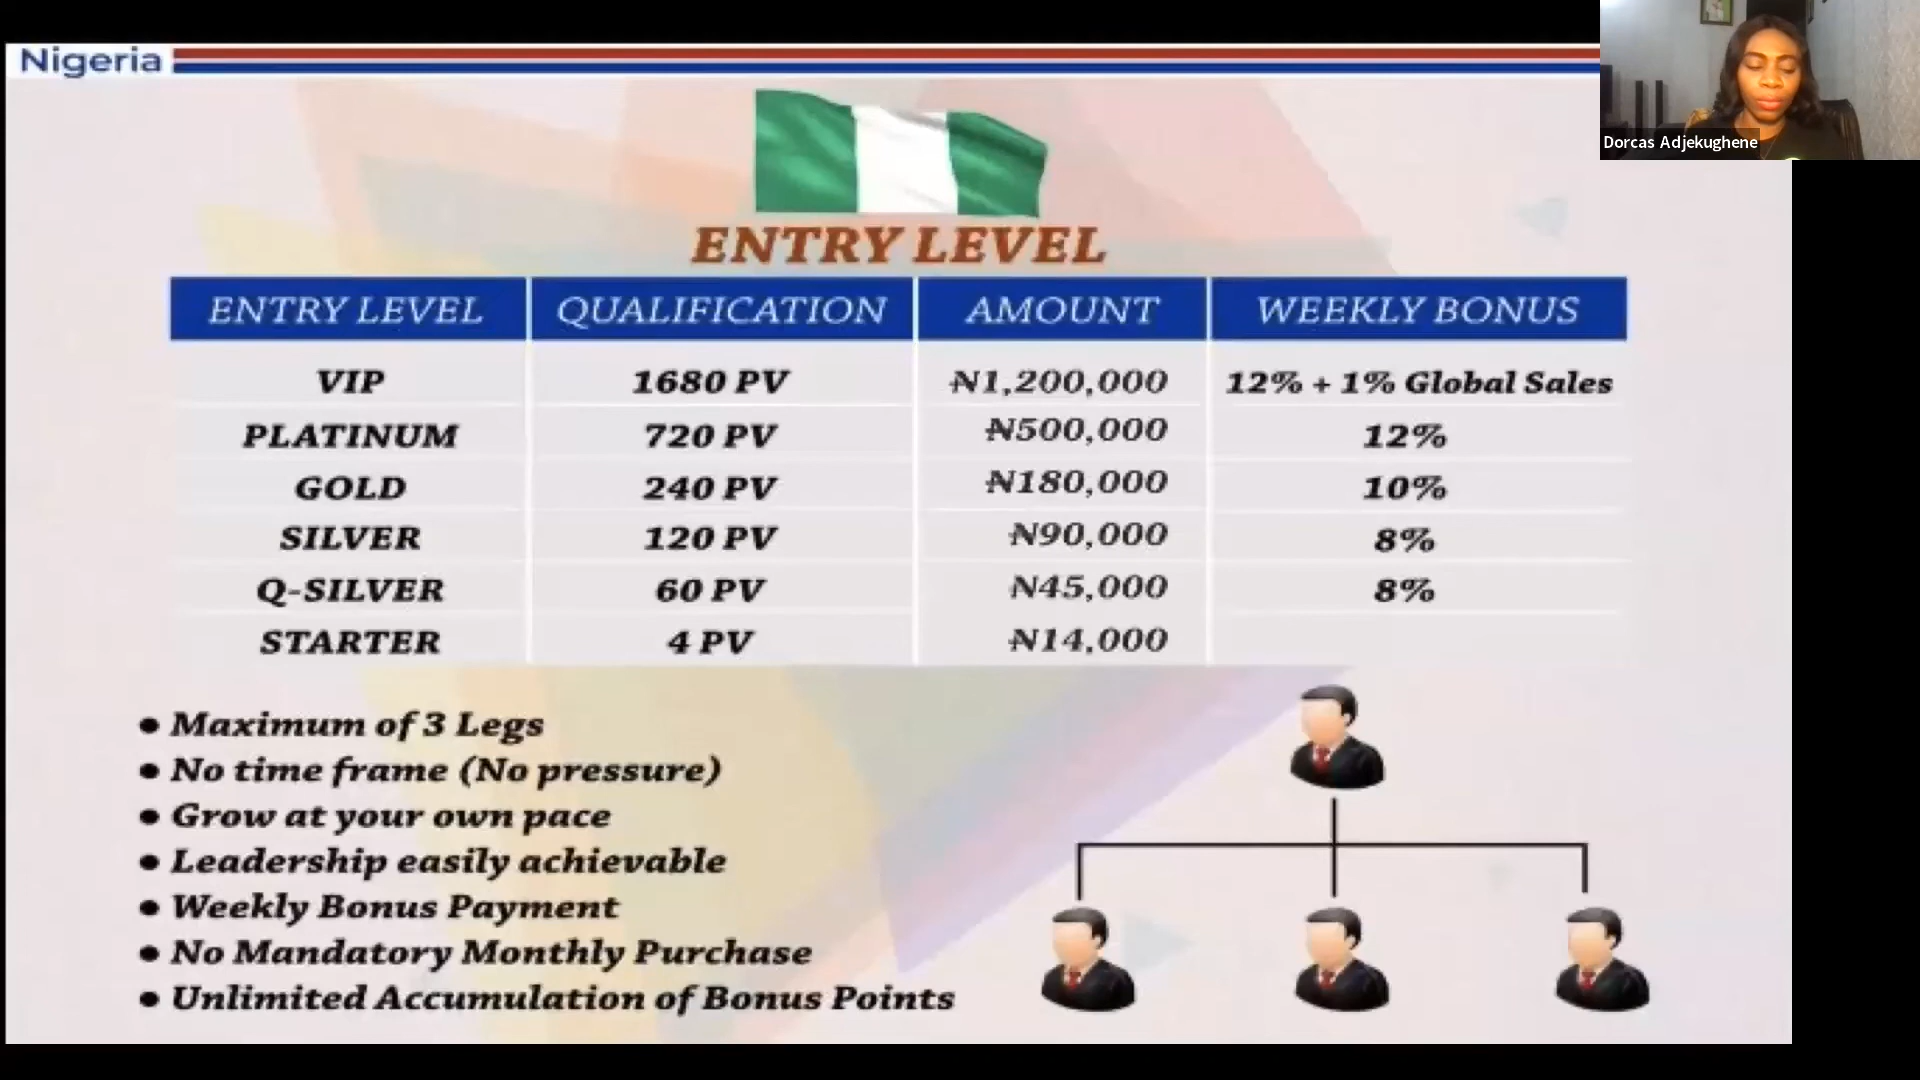 Nigeria
Dorcas Adjekughene
ENTRY LEVEL
ENTRY LEVEL QUALIFICATION AMOUNT WEEKLY BONUS
VIP 1680 PV ₦1,200,000 12% + 1% Global Sales
PLATINUM 720 PV ₦500,000 12%
GOLD 240 PV ₦180,000 10%
SILVER 120 PV ₦90,000 8%
Q-SILVER 60 PV ₦45,000 8%
STARTER 4 PV ₦14,000
• Maximum of 3 Legs
• No time frame (No pressure)
• Grow at your own pace
• Leadership easily achievable
• Weekly Bonus Payment
• No Mandatory Monthly Purchase
• Unlimited Accumulation of Bonus Points